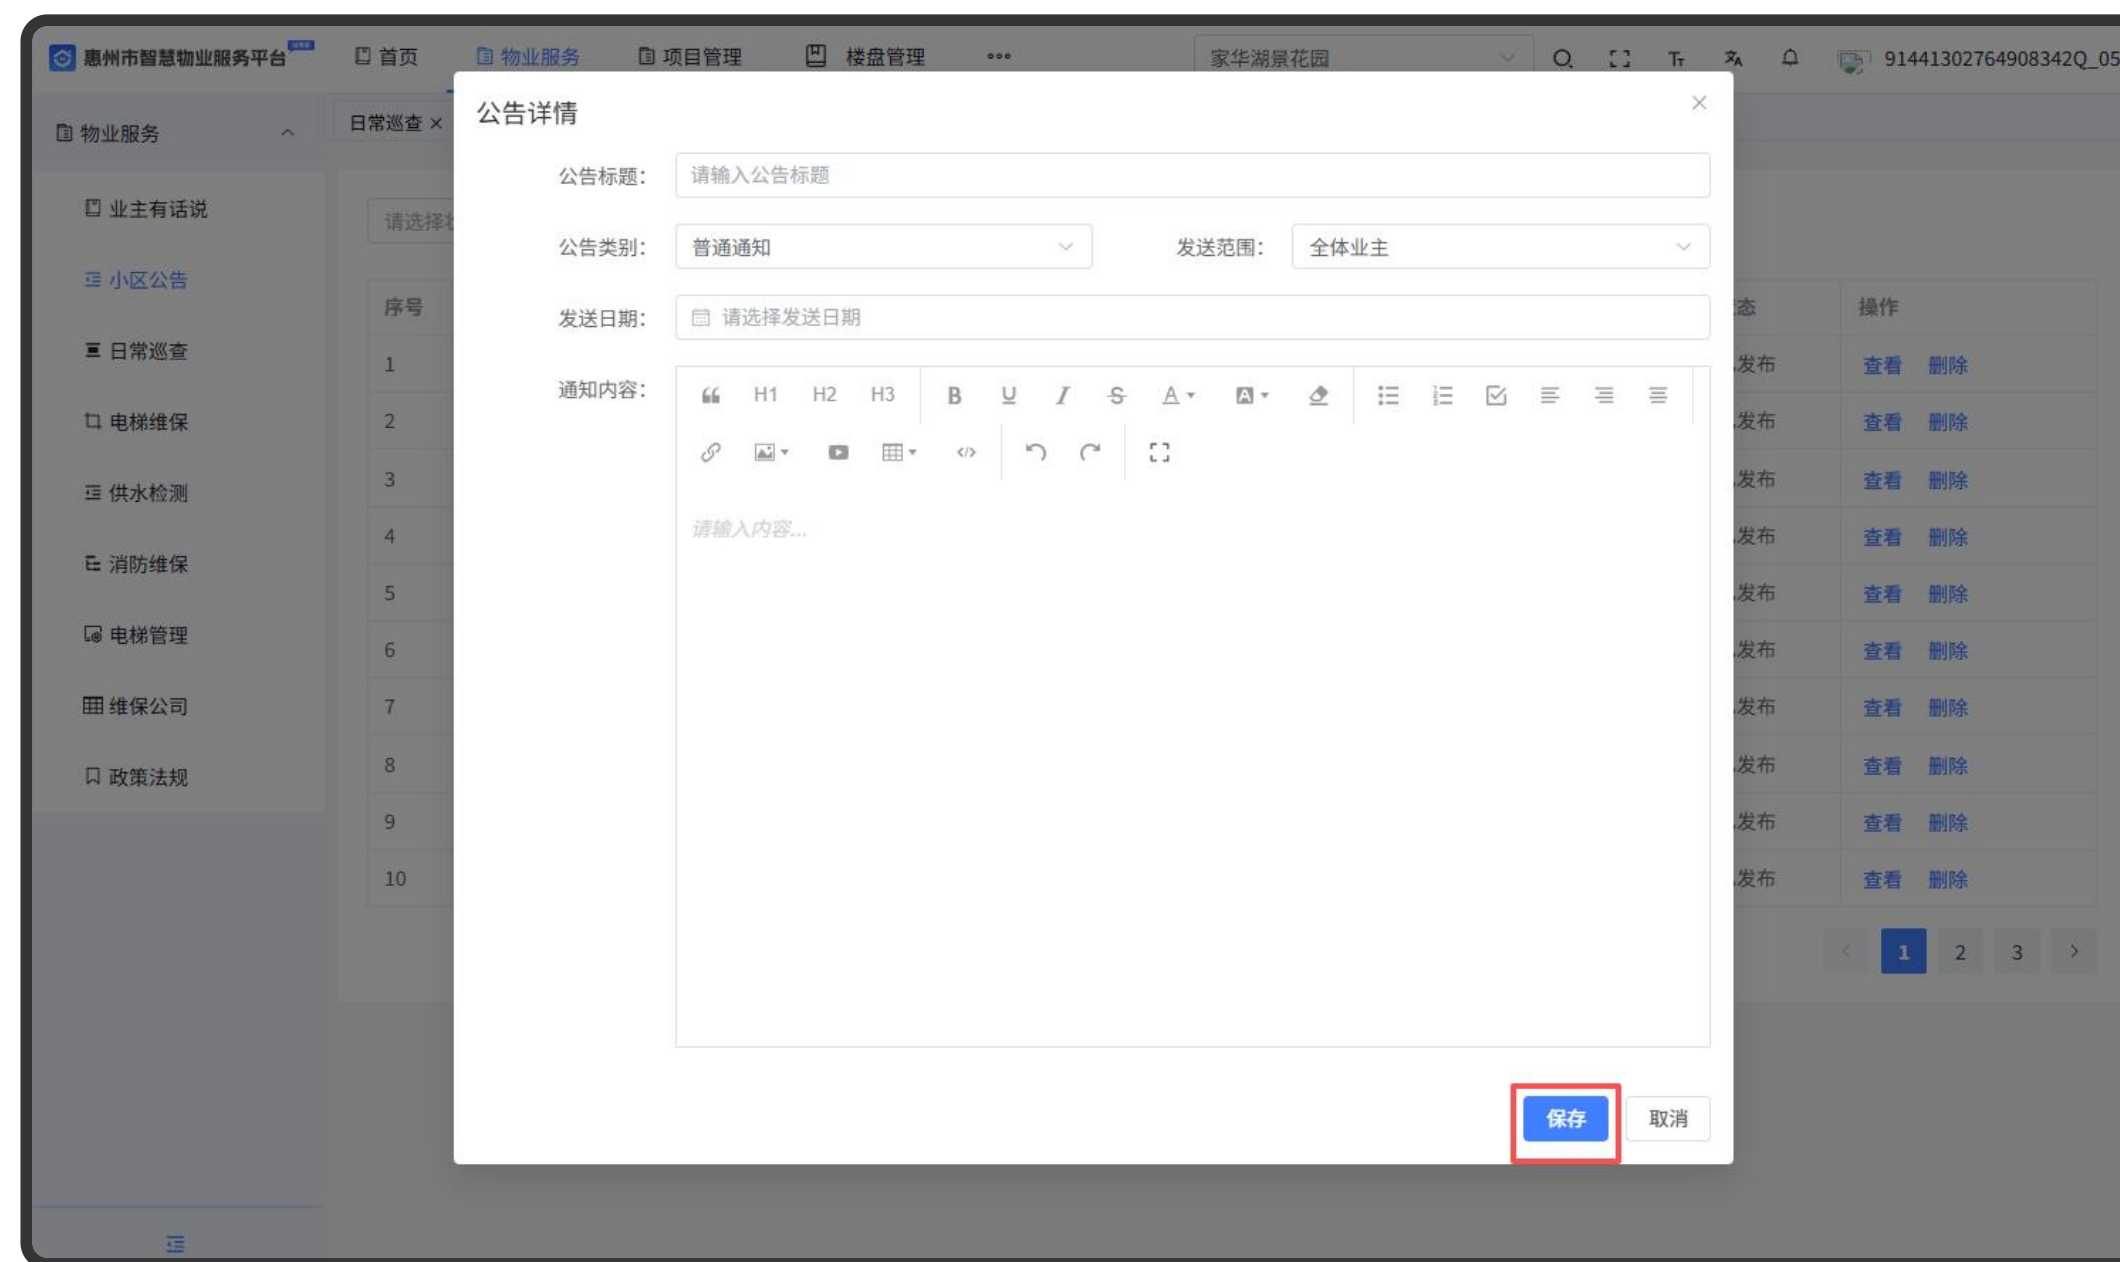 惠州市智慧物业服务平台
首页 物业服务 项目管理 楼盘管理
家华湖景花园
91441302764908342Q_05
物业服务
日常巡查 ×
业主有话说
小区公告
日常巡查
电梯维保
供水检测
消防维保
电梯管理
维保公司
政策法规
请选择
公告详情
公告标题: 请输入公告标题
公告类别: 普通通知 发送范围: 全体业主
发送日期: 请选择发送日期
通知内容:
H1 H2 H3 B U I S A A
请输入内容...
保存 取消
序号 态 操作
1 发布 查看 删除
2 发布 查看 删除
3 发布 查看 删除
4 发布 查看 删除
5 发布 查看 删除
6 发布 查看 删除
7 发布 查看 删除
8 发布 查看 删除
9 发布 查看 删除
10 发布 查看 删除
1 2 3